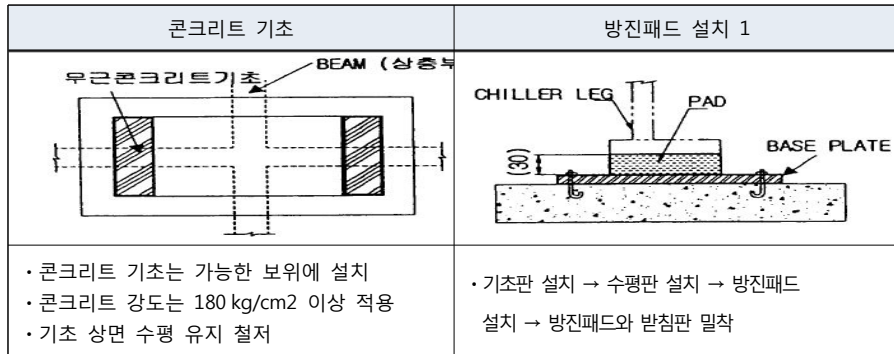 콘크리트 기초
방진패드 설치 1
무근콘크리트기초
BEAM (상층부
CHILLER LEG
PAD
BASE PLATE
(30)
・콘크리트 기초는 가능한 보위에 설치
・콘크리트 강도는 180 kg/cm2 이상 적용
・기초 상면 수평 유지 철저
・기초판 설치 → 수평판 설치 → 방진패드
설치 → 방진패드와 받침판 밀착